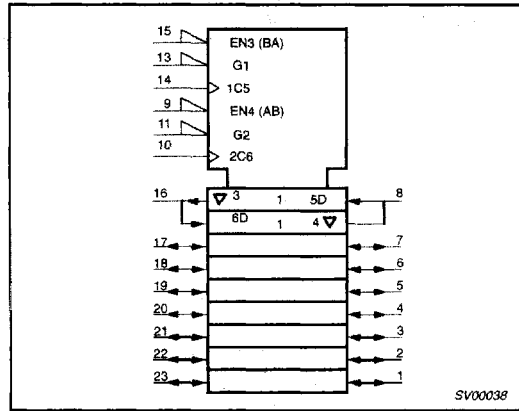 15 EN3 (BA)
13 G1
14 1C5
9 EN4 (AB)
11 G2
10 2C6
16 3 1 5D 8
6D 1 4
17 7
18 6
19 5
20 4
21 3
22 2
23 1
SV00038